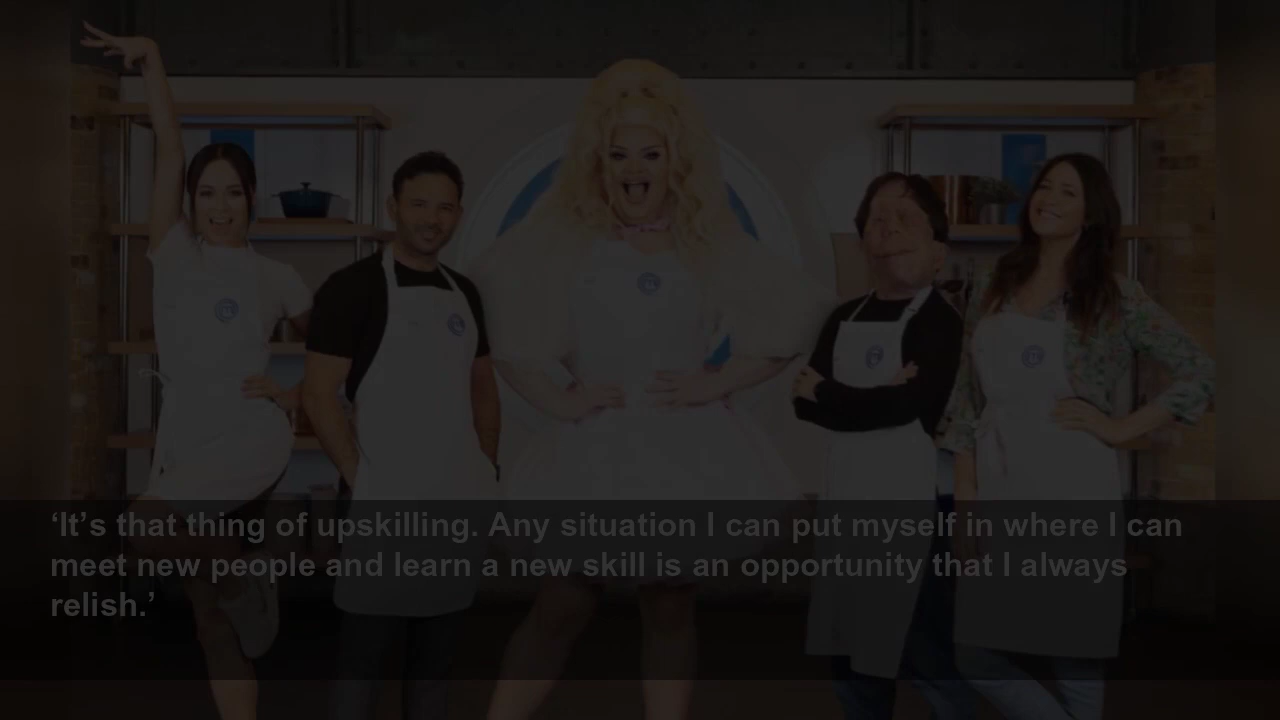 ‘It’s that thing of upskilling. Any situation I can put myself in where I can
meet new people and learn a new skill is an opportunity that I always
relish.’